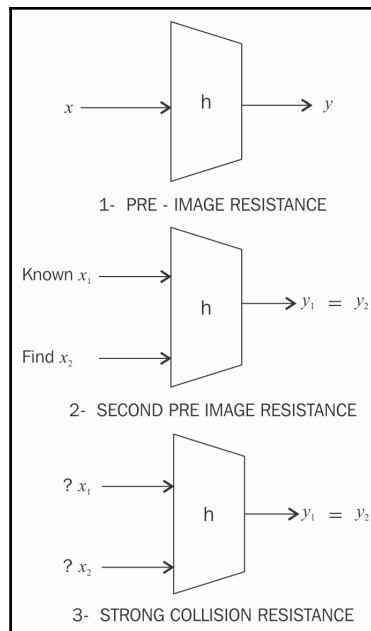 x h y
1- PRE - IMAGE RESISTANCE
Known x₁
h
y₁ = y₂
Find x₂
2- SECOND PRE IMAGE RESISTANCE
? x₁
h
y₁ = y₂
? x₂
3- STRONG COLLISION RESISTANCE